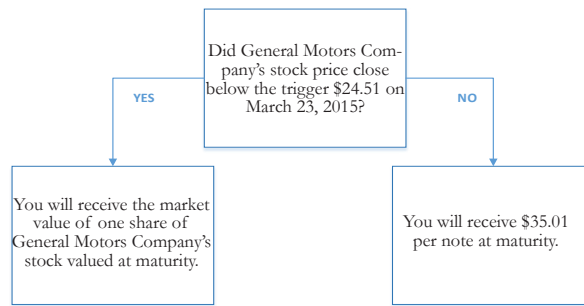 Did General Motors Com-
pany's stock price close
below the trigger $24.51 on
March 23, 2015?
YES
NO
You will receive the market
value of one share of
General Motors Company's
stock valued at maturity.
You will receive $35.01
per note at maturity.